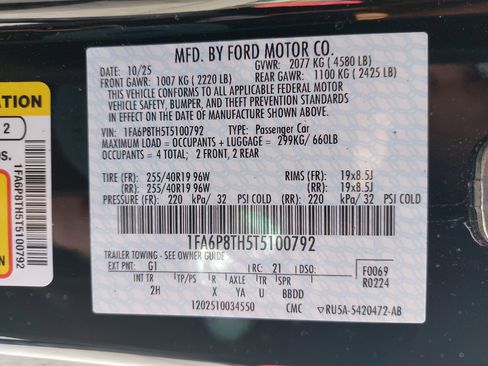 MFD. BY FORD MOTOR CO.
DATE: 10/25 GVWR: 2077 KG ( 4580 LB)
FRONT GAWR: 1007 KG ( 2220 LB) REAR GAWR: 1100 KG ( 2425 LB)
THIS VEHICLE CONFORMS TO ALL APPLICABLE FEDERAL MOTOR
VEHICLE SAFETY, BUMPER, AND THEFT PREVENTION STANDARDS
IN EFFECT ON THE DATE OF MANUFACTURE SHOWN ABOVE.
VIN: 1FA6P8TH5T5100792 TYPE: Passenger Car
MAXIMUM LOAD = OCCUPANTS + LUGGAGE = 299KG/ 660LB
OCCUPANTS = 4 TOTAL; 2 FRONT, 2 REAR
TIRE (FR): 255/40R19 96W RIMS (FR): 19x8.5J
(RR): 255/40R19 96W (RR): 19x8.5J
PRESSURE (FR): 220 kPa/ 32 PSI COLD (RR): 220 kPa/ 32 PSI COLD
1FA6P8TH5T5100792
TRAILER TOWING - SEE OWNER GUIDE
EXT PNT: G1 RC: 21 DSO: F0069
INT TR TP/PS R AXLE TR SPR R0224
2H X YA U BBDD
1202510034550 CMC RU5A-5420472-AB
ATION
2
OS.
1FA6P8TH5T5100792